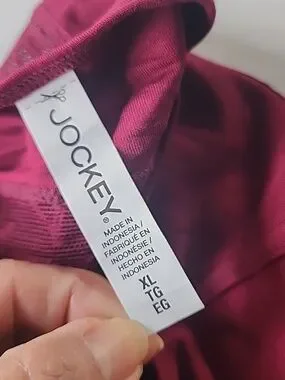 JOCKEY®
MADE IN
INDONESIA /
FABRIQUÉ EN
INDONÉSIE /
HECHO EN
INDONESIA
XL
TG
EG